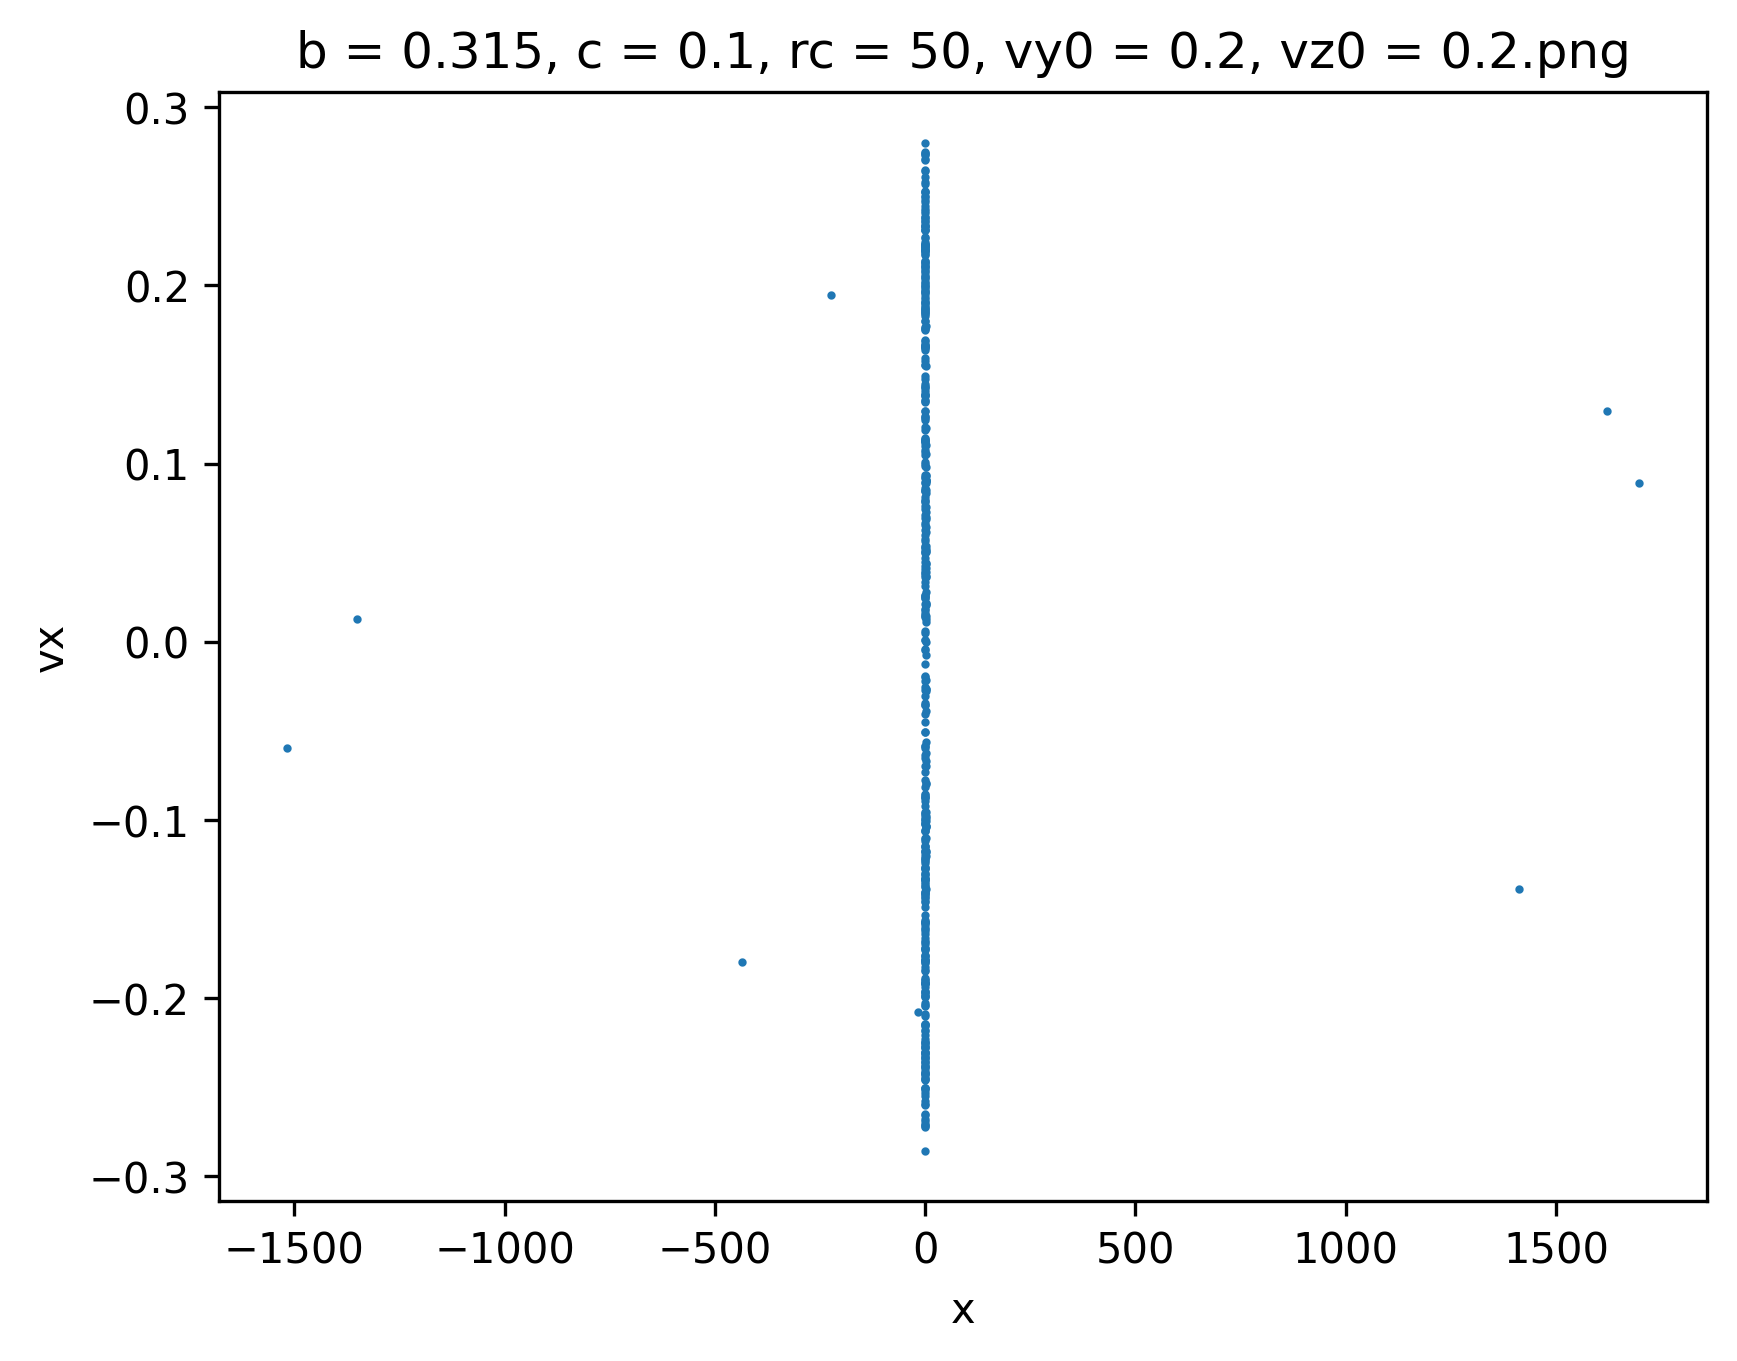 b = 0.315, c = 0.1, rc = 50, vy0 = 0.2, vz0 = 0.2.png
0.3
0.2
0.1
0.0
−0.1
−0.2
−0.3
vx
−1500 −1000 −500 0 500 1000 1500
x